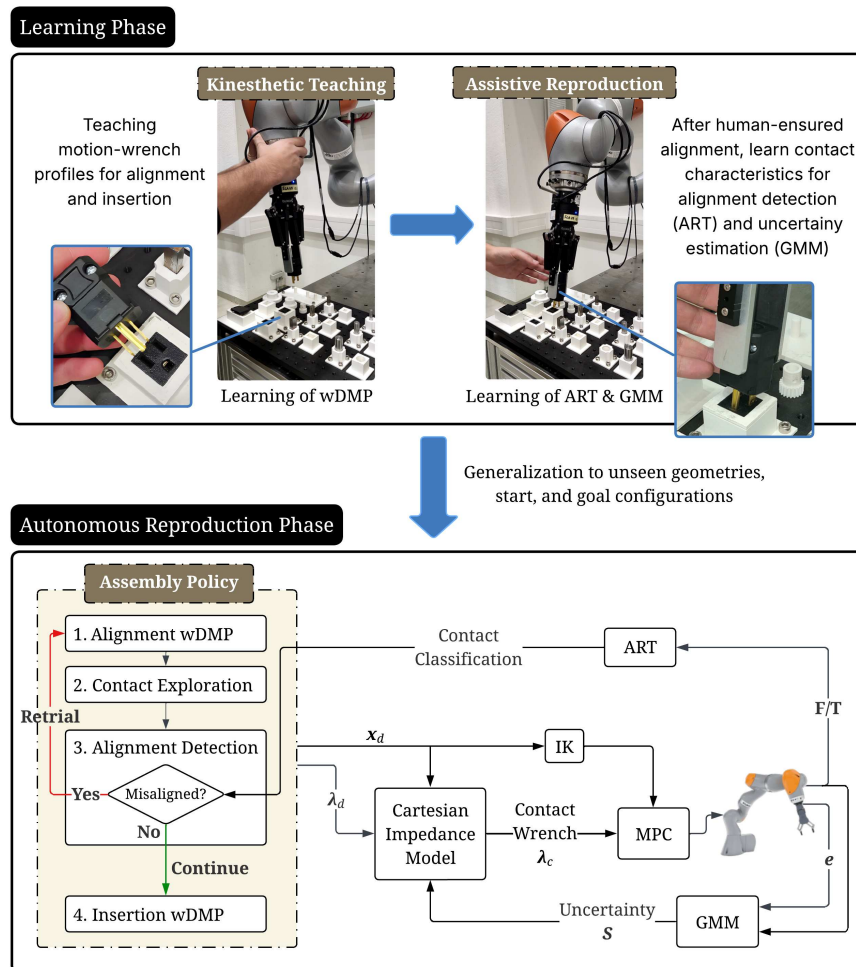 Learning Phase
Kinesthetic Teaching
Assistive Reproduction
Teaching
motion-wrench
profiles for alignment
and insertion
After human-ensured
alignment, learn contact
characteristics for
alignment detection
(ART) and uncertainy
estimation (GMM)
Learning of wDMP
Learning of ART & GMM
Generalization to unseen geometries,
start, and goal configurations
Autonomous Reproduction Phase
Assembly Policy
1. Alignment wDMP
2. Contact Exploration
Retrial
3. Alignment Detection
Misaligned?
Yes
No
Continue
4. Insertion wDMP
Contact
Classification
ART
F/T
x_d
IK
λ_d
Cartesian
Impedance
Model
Contact
Wrench
λ_c
MPC
e
Uncertainty
S
GMM